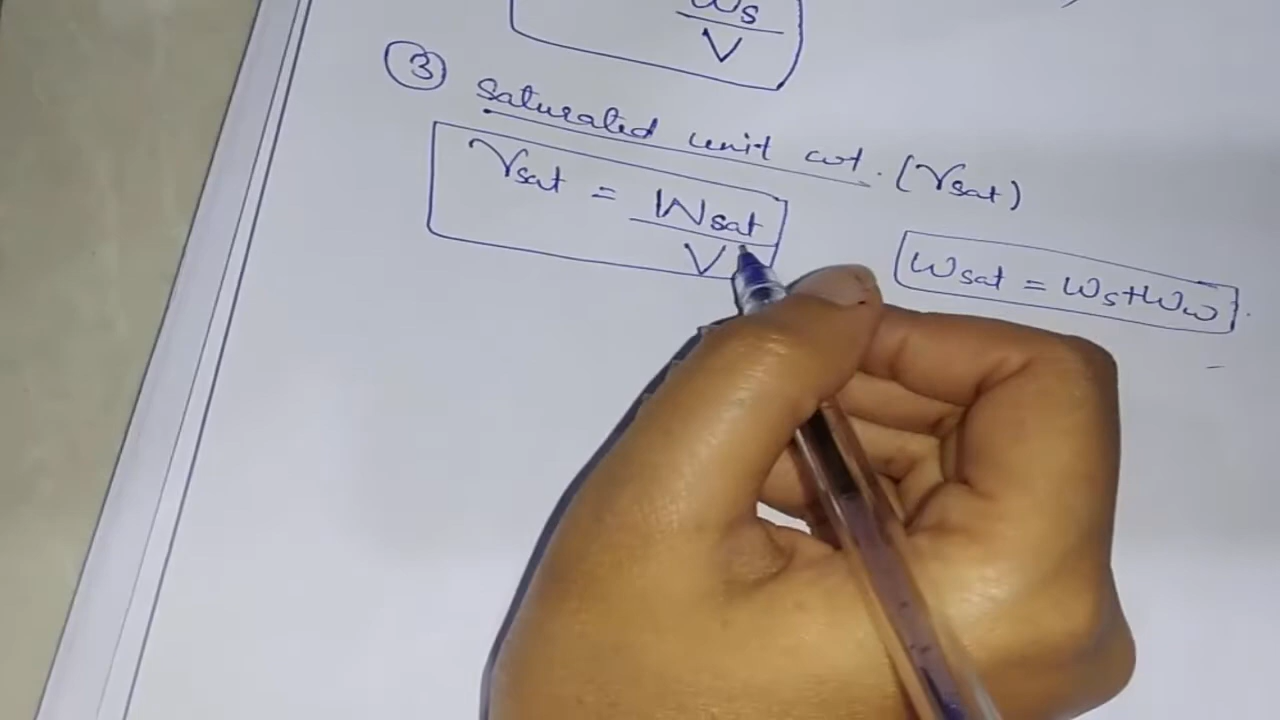 Ws
V
③ Saturated unit wt. (γsat)
γsat = Wsat
V
Wsat = Ws+Ww